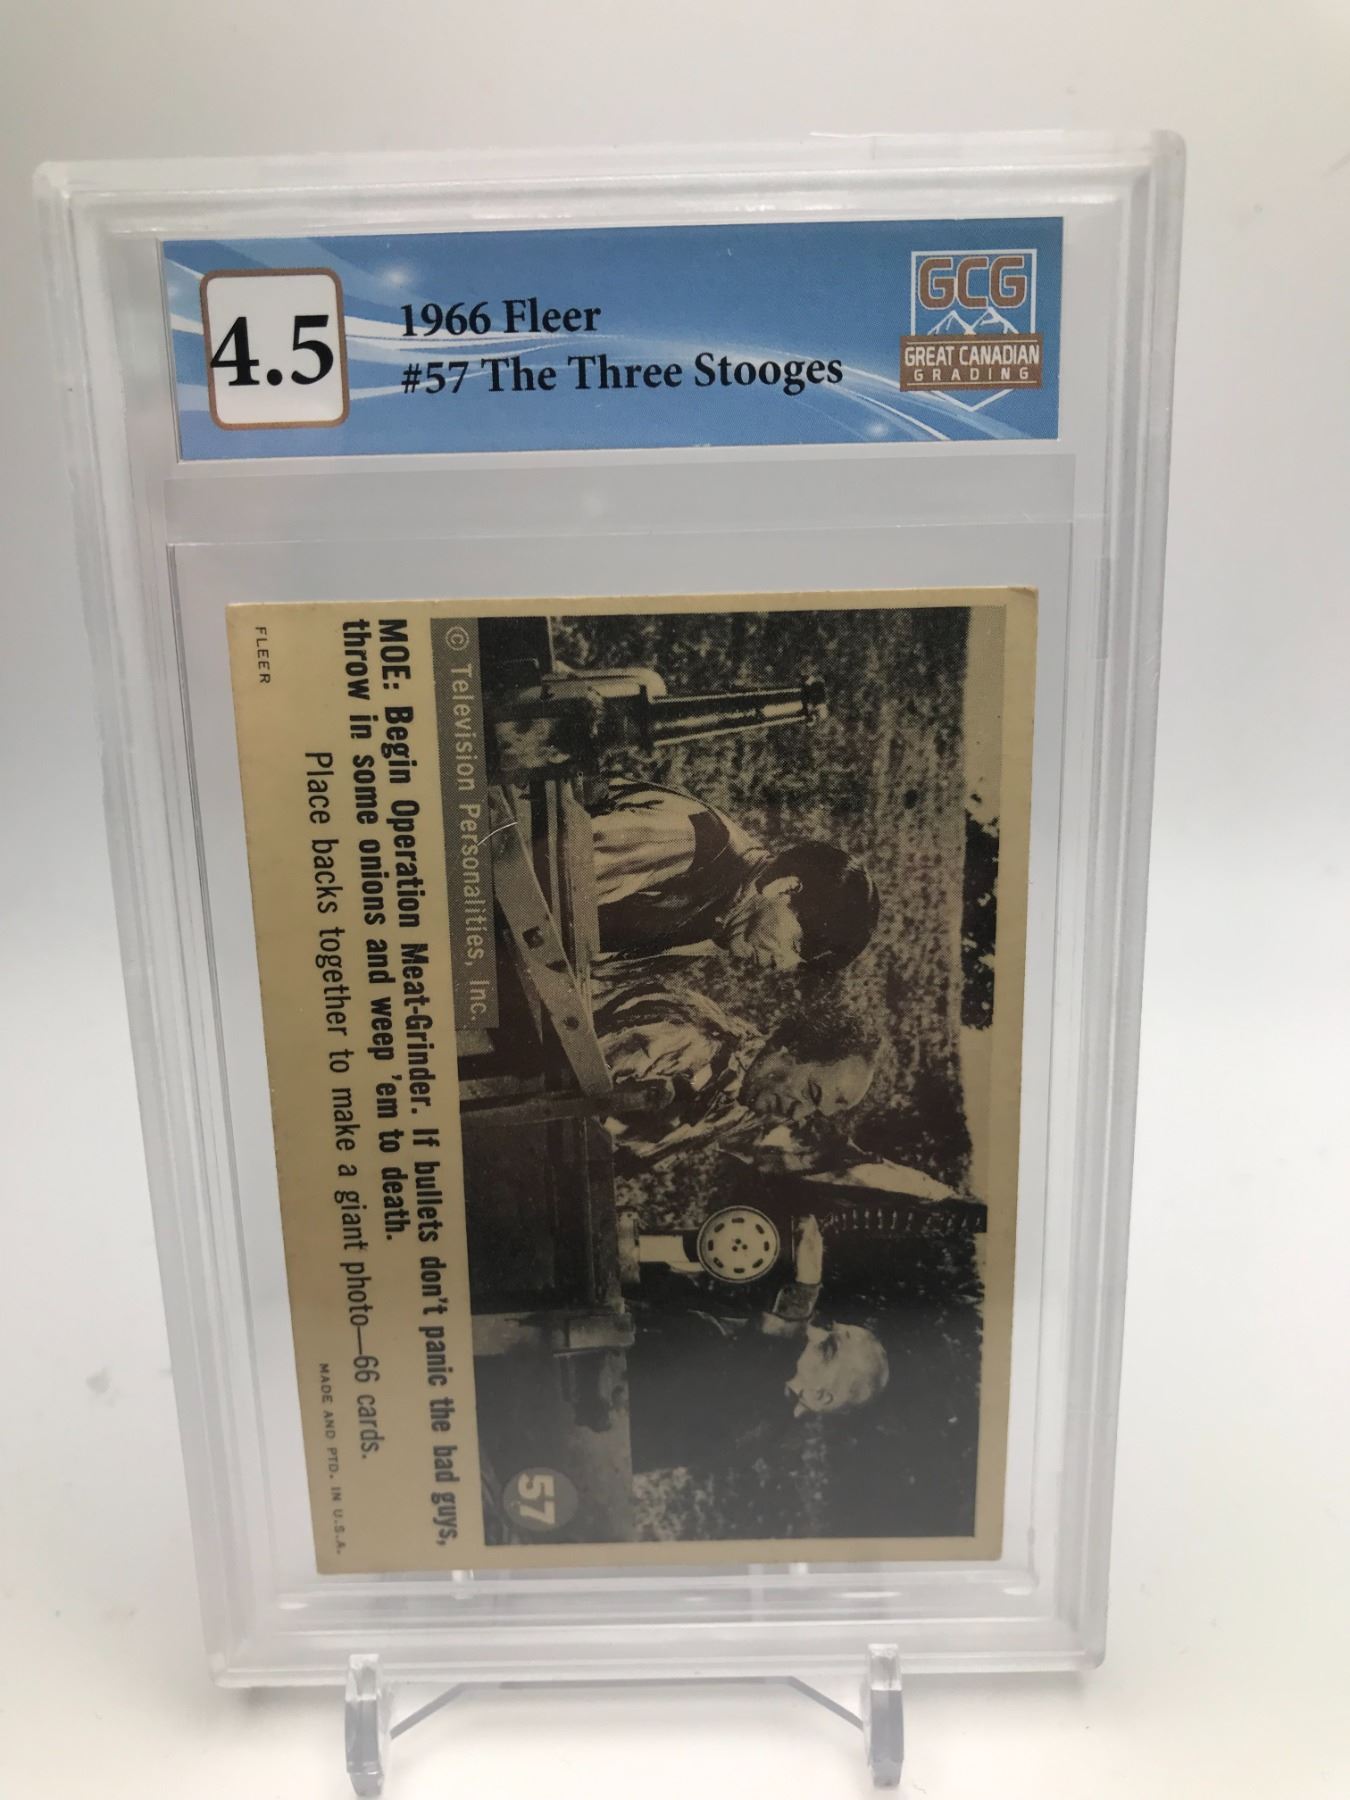 4.5
1966 Fleer
#57 The Three Stooges
GCG
GREAT CANADIAN
GRADING
© Television Personalities, Inc.
57
MOE: Begin Operation Meat-Grinder. If bullets don't panic the bad guys,
throw in some onions and weep 'em to death.
Place backs together to make a giant photo—66 cards.
FLEER
MADE AND PTD. IN U.S.A.